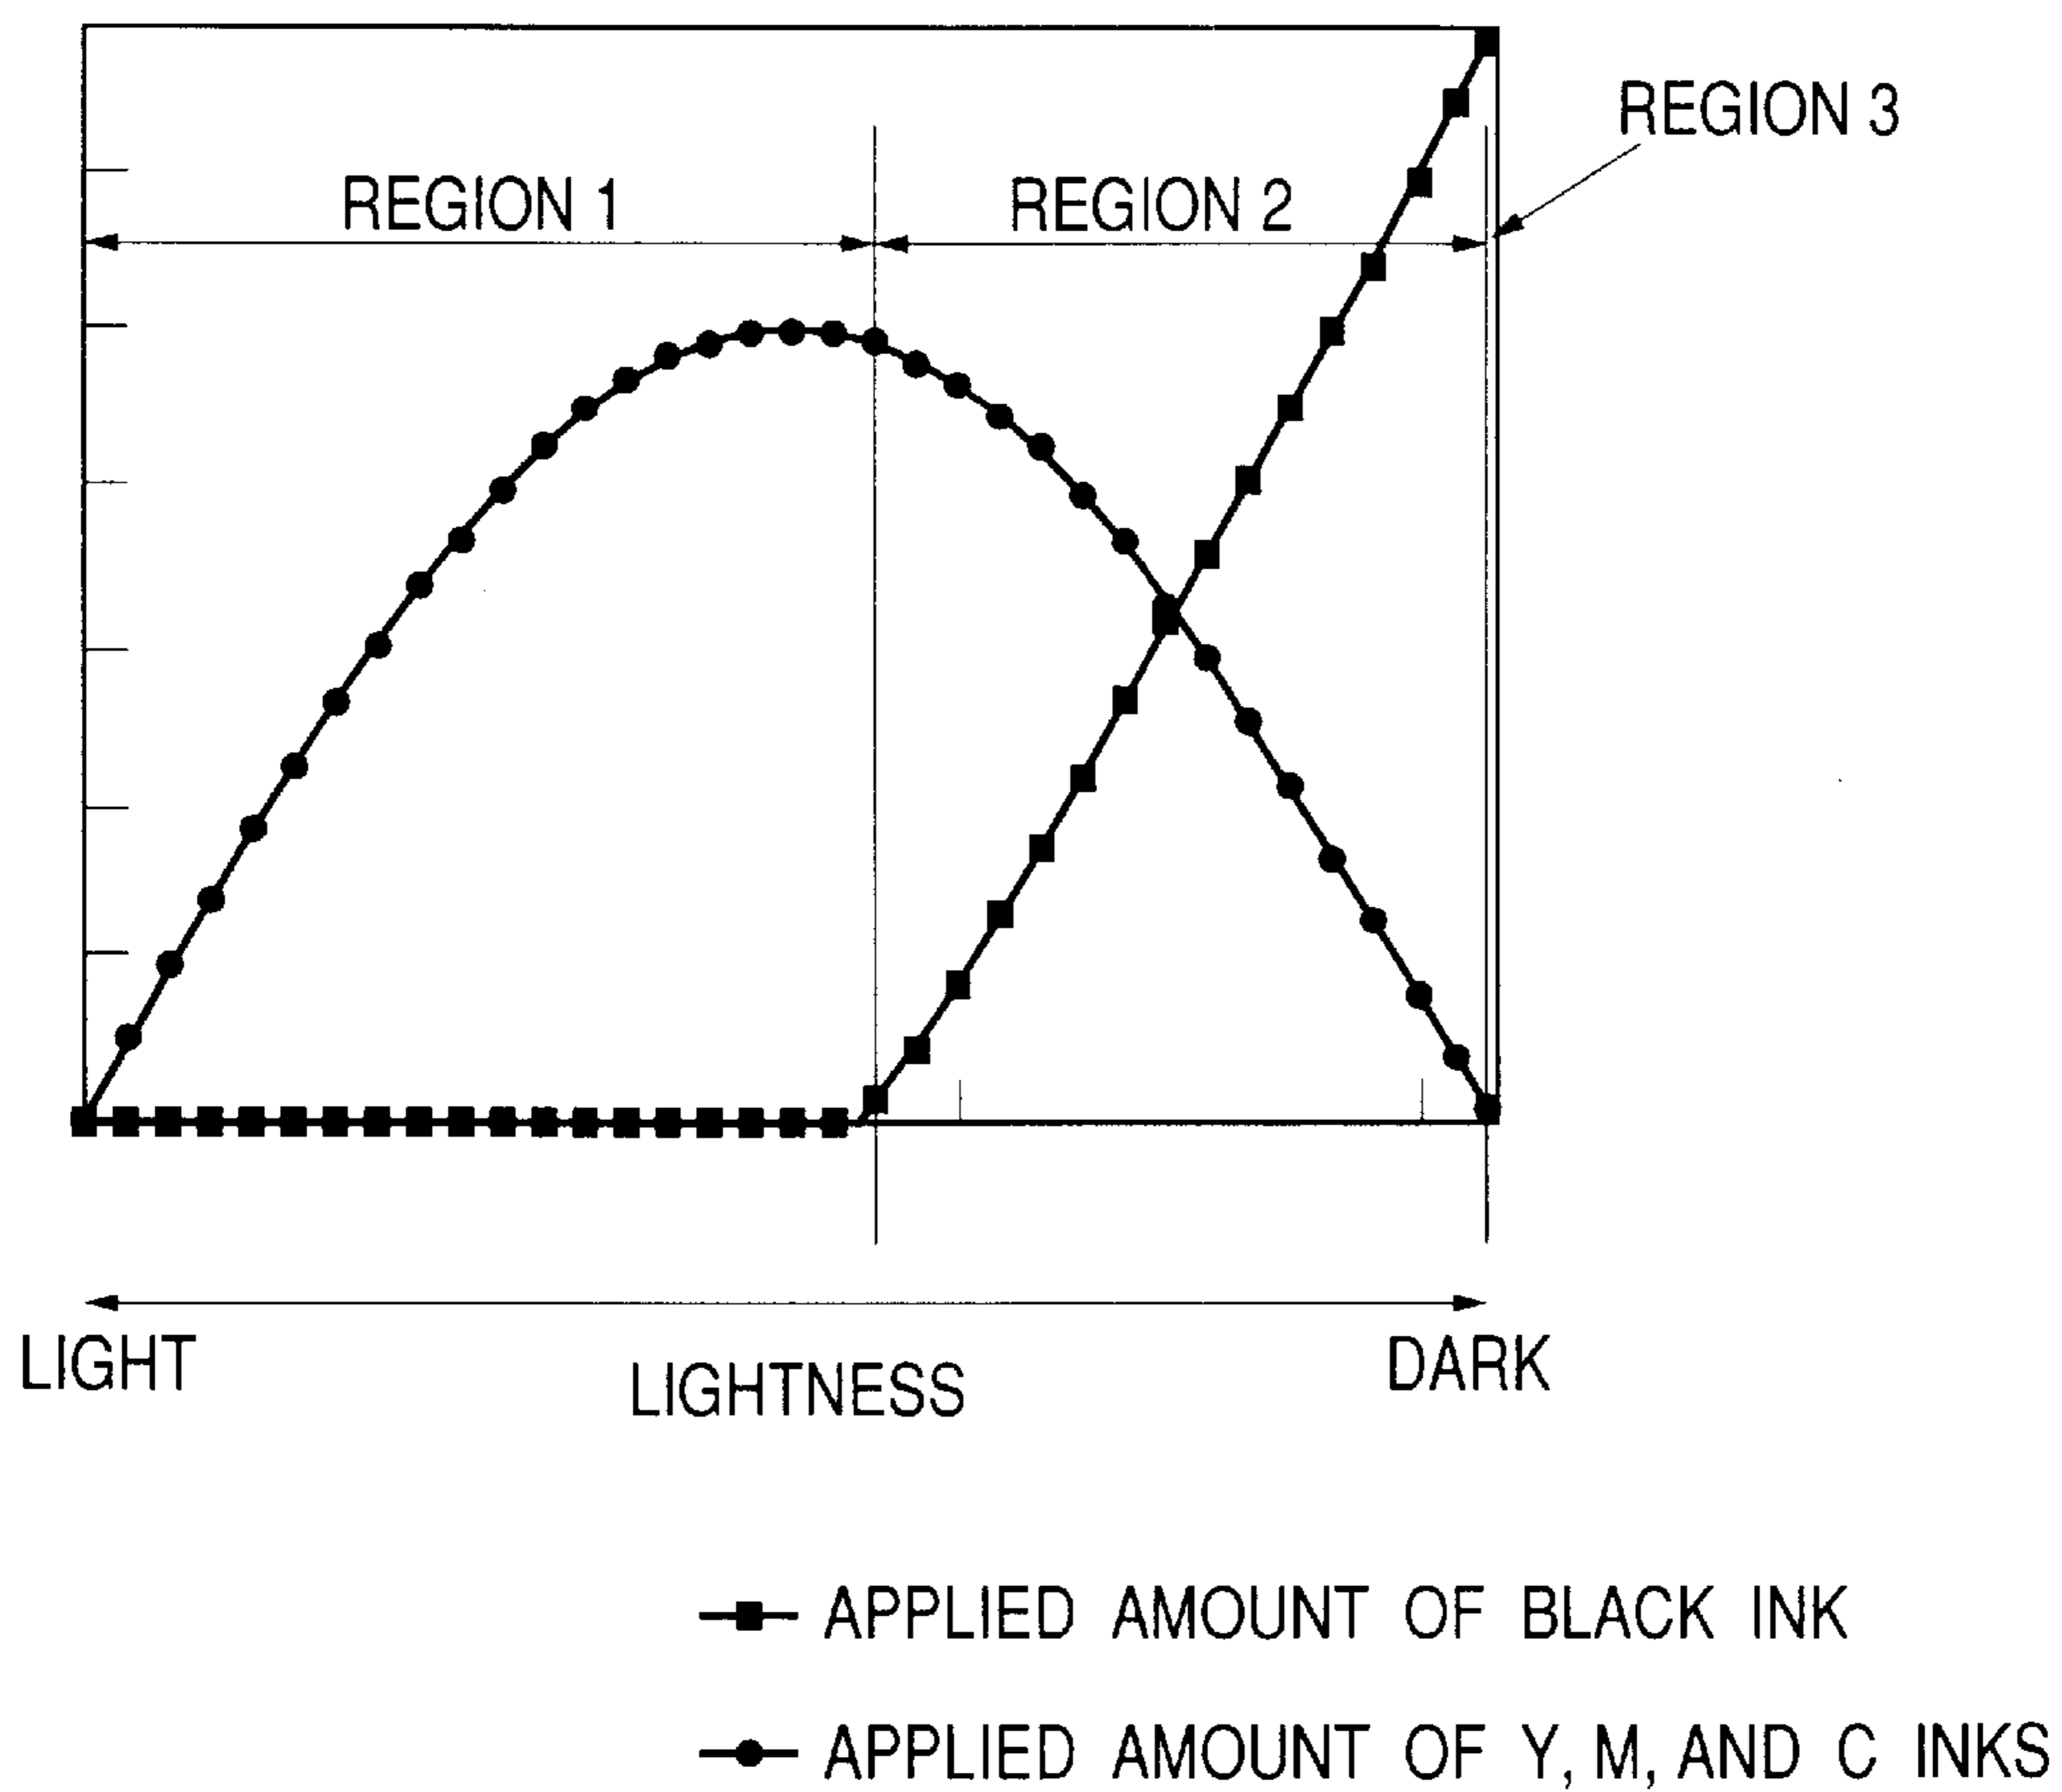 REGION 3
REGION 1
REGION 2
LIGHT
DARK
LIGHTNESS
APPLIED AMOUNT OF BLACK INK
APPLIED AMOUNT OF Y, M, AND C INKS